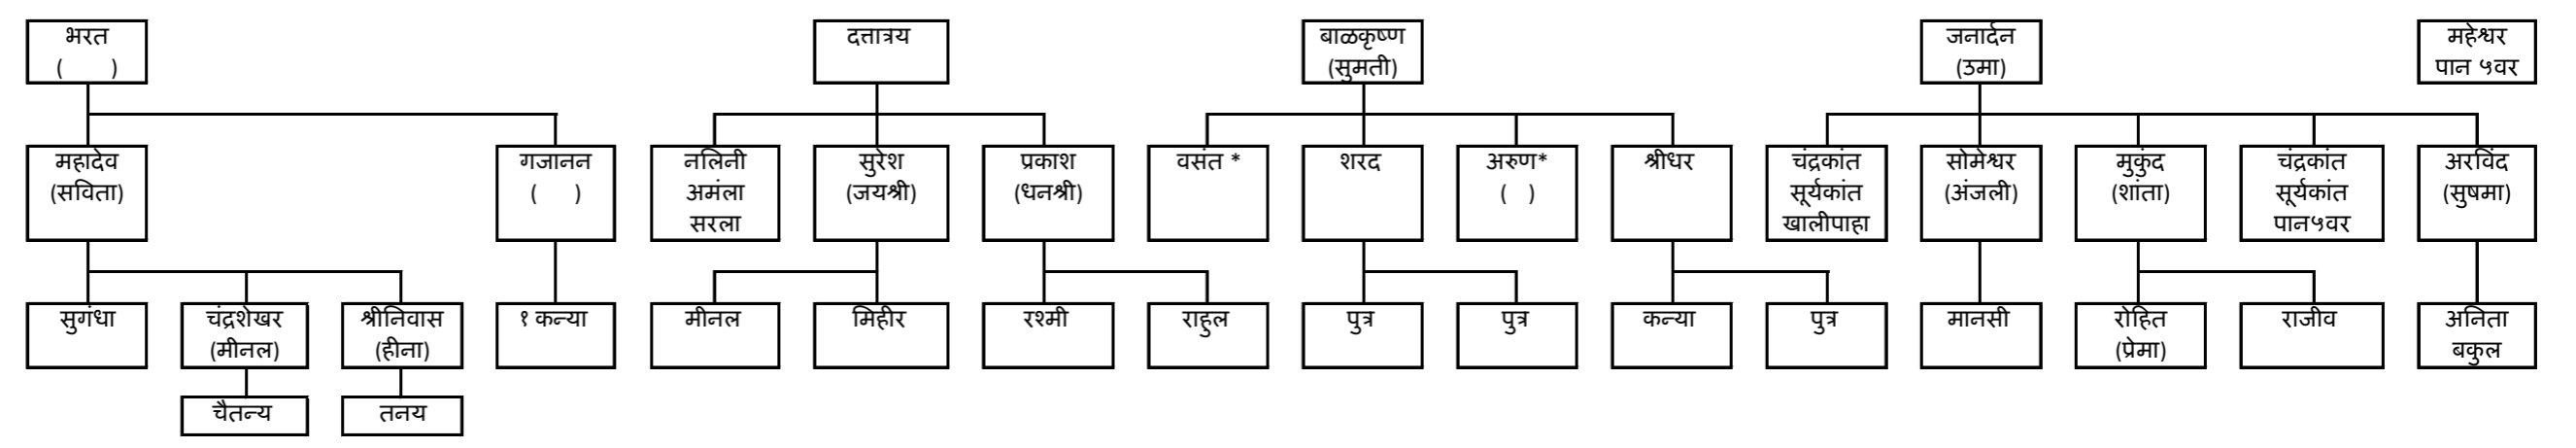 भरत
(      )
दत्तात्रय
बाळकृष्ण
(सुमती)
जनार्दन
(उमा)
महेश्वर
पान ५वर
महादेव
(सविता)
गजानन
(     )
नलिनी
अमंला
सरला
सुरेश
(जयश्री)
प्रकाश
(धनश्री)
वसंत *
शरद
अरुण*
(   )
श्रीधर
चंद्रकांत
सूर्यकांत
खालीपाहा
सोमेश्वर
(अंजली)
मुकुंद
(शांता)
चंद्रकांत
सूर्यकांत
पान५वर
अरविंद
(सुषमा)
सुगंधा
चंद्रशेखर
(मीनल)
श्रीनिवास
(हीना)
१ कन्या
मीनल
मिहीर
रश्मी
राहुल
पुत्र
पुत्र
कन्या
पुत्र
मानसी
रोहित
(प्रेमा)
राजीव
अनिता
बकुल
चैतन्य
तनय